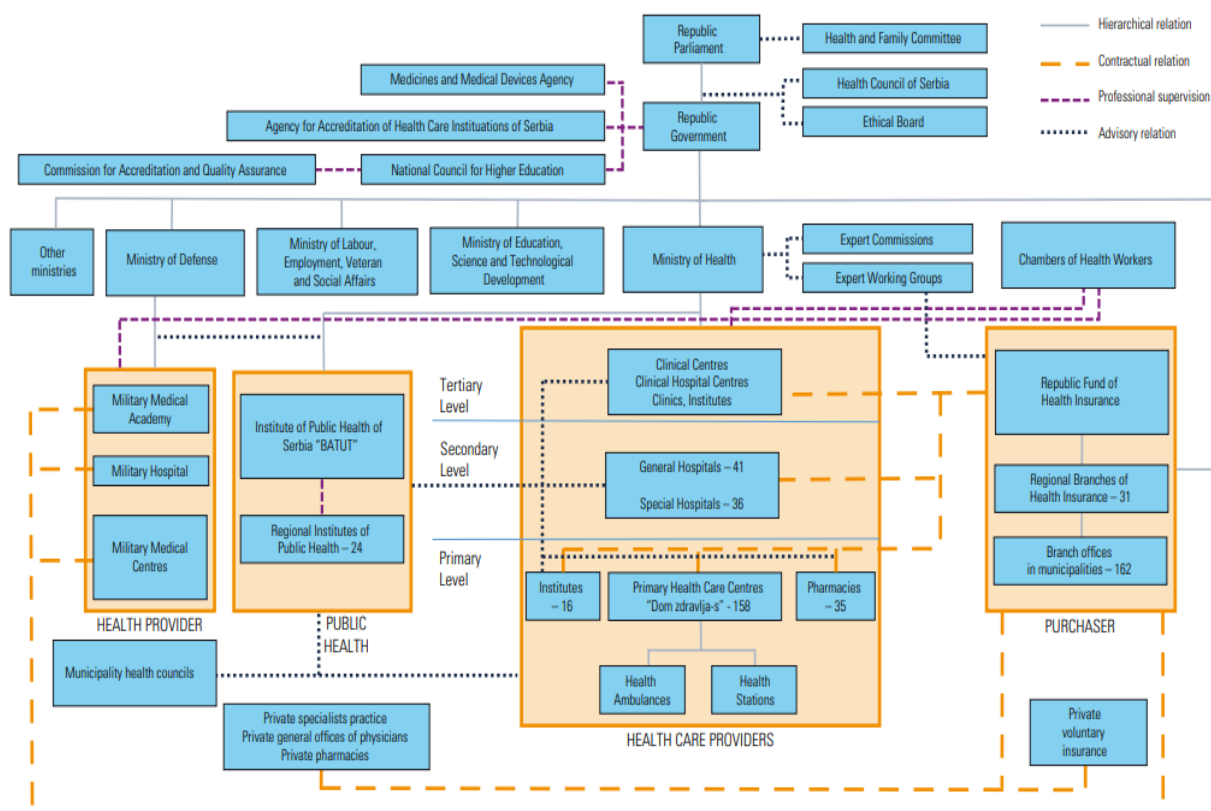 Republic
Parliament
Health and Family Committee
Hierarchical relation
Contractual relation
Professional supervision
Advisory relation
Medicines and Medical Devices Agency
Health Council of Serbia
Republic
Government
Ethical Board
Agency for Accreditation of Health Care Instituations of Serbia
Commission for Accreditation and Quality Assurance
National Council for Higher Education
Other
ministries
Ministry of Defense
Ministry of Labour,
Employment, Veteran
and Social Affairs
Ministry of Education,
Science and Technological
Development
Ministry of Health
Expert Commissions
Expert Working Groups
Chambers of Health Workers
Military Medical
Academy
Military Hospital
Military Medical
Centres
HEALTH PROVIDER
Institute of Public Health of
Serbia "BATUT"
Regional Institutes of
Public Health – 24
PUBLIC
HEALTH
Tertiary
Level
Secondary
Level
Primary
Level
Clinical Centres
Clinical Hospital Centres
Clinics, Institutes
General Hospitals – 41
Special Hospitals – 36
Institutes
– 16
Primary Health Care Centres
"Dom zdravlja-s" - 158
Pharmacies
– 35
Health
Ambulances
Health
Stations
HEALTH CARE PROVIDERS
Republic Fund of
Health Insurance
Regional Branches of
Health Insurance – 31
Branch offices
in municipalities – 162
PURCHASER
Municipality health councils
Private specialists practice
Private general offices of physicians
Private pharmacies
Private
voluntary
insurance